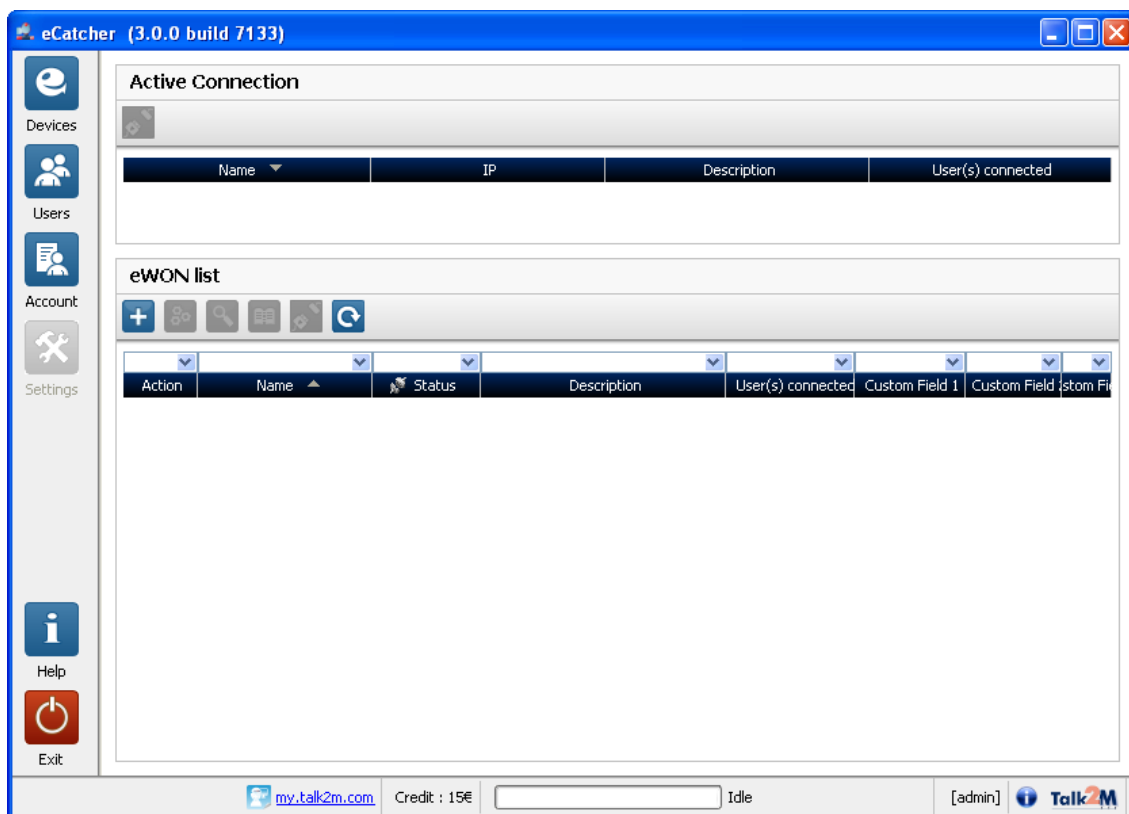 eCatcher (3.0.0 build 7133)
Devices
Users
Account
Settings
Help
Exit
Active Connection
Name IP Description User(s) connected
eWON list
Action Name Status Description User(s) connected Custom Field 1 Custom Field stom Fi
my.talk2m.com Credit : 15€ Idle [admin] Talk2M